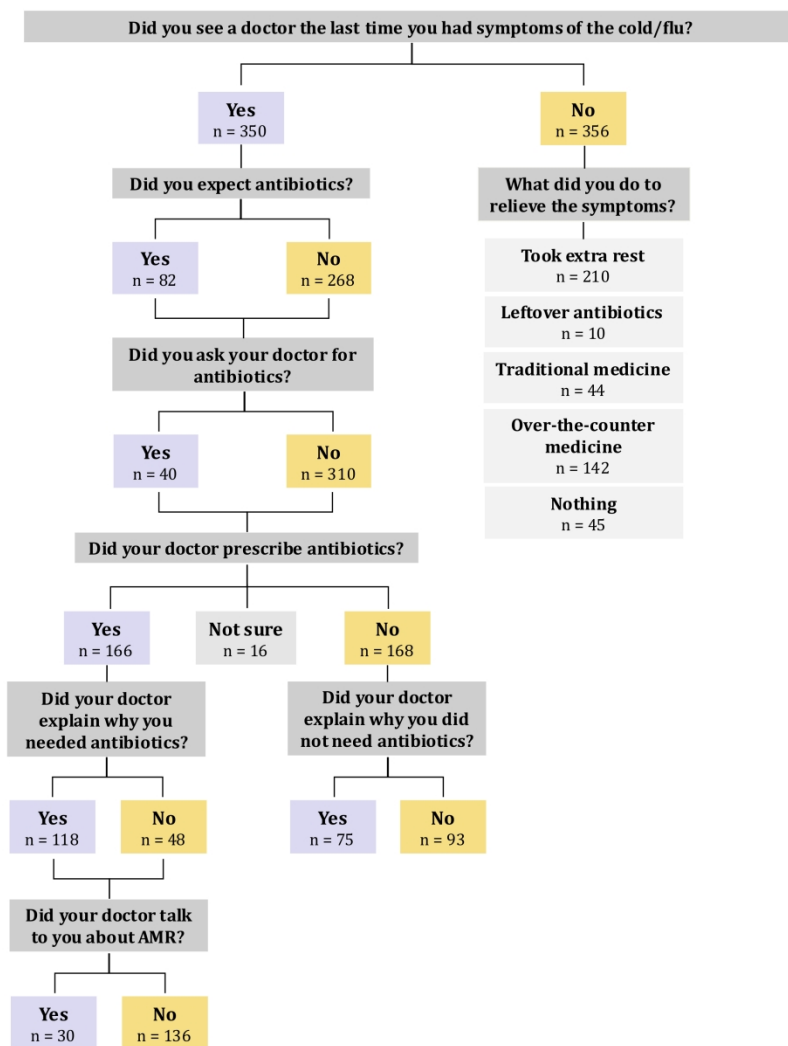 Did you see a doctor the last time you had symptoms of the cold/flu?
Yes
n = 350
No
n = 356
Did you expect antibiotics?
What did you do to
relieve the symptoms?
Yes
n = 82
No
n = 268
Took extra rest
n = 210
Leftover antibiotics
n = 10
Traditional medicine
n = 44
Over-the-counter
medicine
n = 142
Nothing
n = 45
Did you ask your doctor for
antibiotics?
Yes
n = 40
No
n = 310
Did your doctor prescribe antibiotics?
Yes
n = 166
Not sure
n = 16
No
n = 168
Did your doctor
explain why you
needed antibiotics?
Did your doctor
explain why you did
not need antibiotics?
Yes
n = 118
No
n = 48
Yes
n = 75
No
n = 93
Did your doctor talk
to you about AMR?
Yes
n = 30
No
n = 136